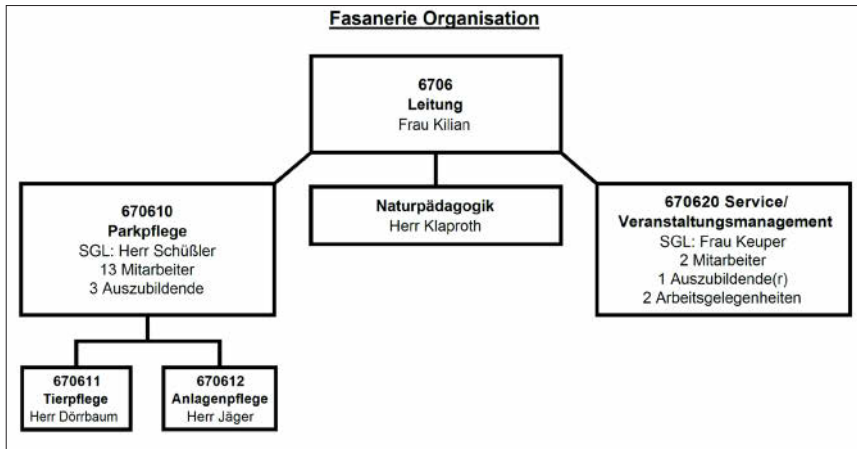 Fasanerie Organisation
6706
Leitung
Frau Kilian
670610
Parkpflege
SGL: Herr Schüßler
13 Mitarbeiter
3 Auszubildende
Naturpädagogik
Herr Klaproth
670620 Service/
Veranstaltungsmanagement
SGL: Frau Keuper
2 Mitarbeiter
1 Auszubildende(r)
2 Arbeitsgelegenheiten
670611
Tierpflege
Herr Dörrbaum
670612
Anlagenpflege
Herr Jäger